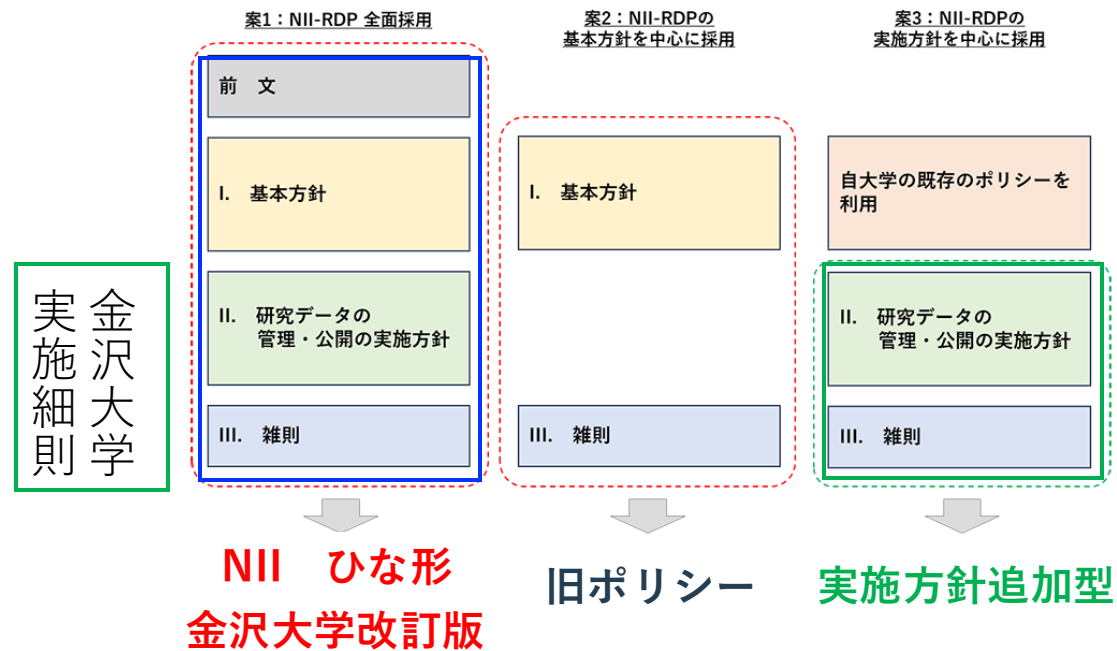 案1：NII-RDP 全面採用
前　文
I.　基本方針
II.　研究データの
管理・公開の実施方針
III.　雑則
NII　ひな形
金沢大学改訂版
案2：NII-RDPの
基本方針を中心に採用
I.　基本方針
III.　雑則
旧ポリシー
案3：NII-RDPの
実施方針を中心に採用
自大学の既存のポリシーを
利用
II.　研究データの
管理・公開の実施方針
III.　雑則
実施方針追加型
金沢大学
実施細則